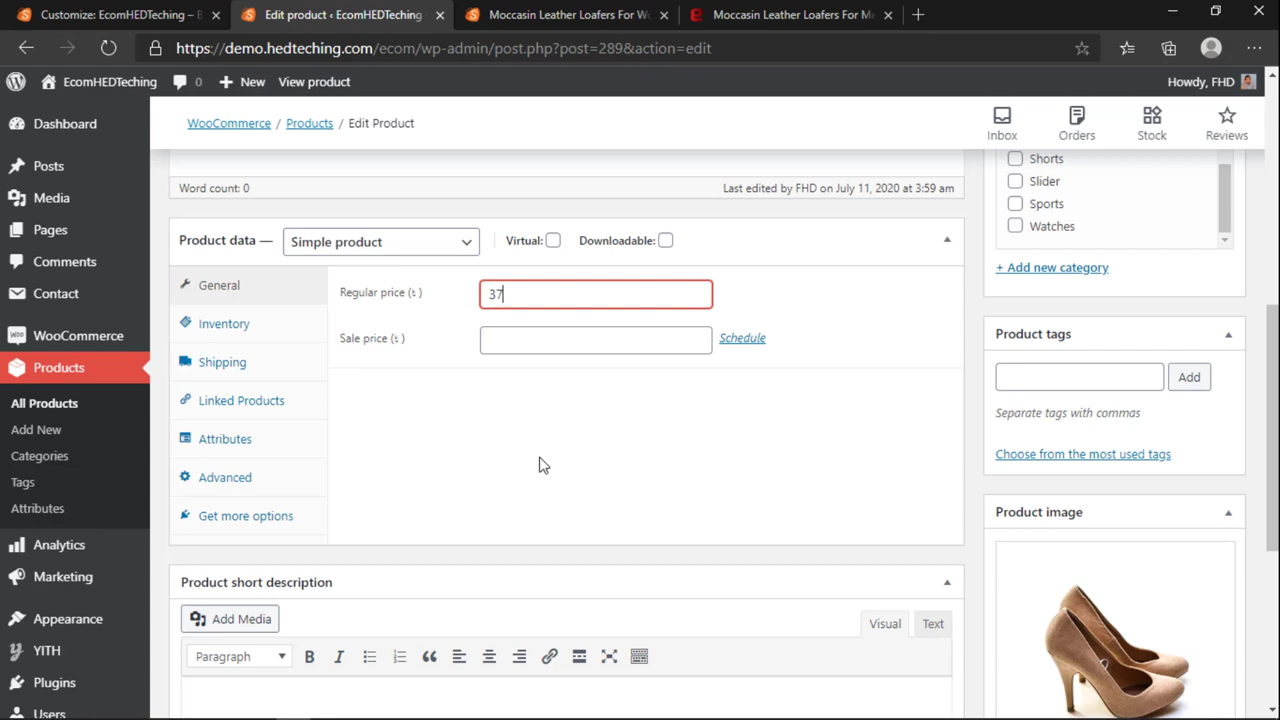 Customize: EcomHEDTeching – E
Edit product ‹ EcomHEDTeching
Moccasin Leather Loafers For Wo
Moccasin Leather Loafers For Me
https://demo.hedteching.com/ecom/wp-admin/post.php?post=289&action=edit
EcomHEDTeching
0
New
View product
Howdy, FHD
Dashboard
Posts
Media
Pages
Comments
Contact
Woo WooCommerce
Products
All Products
Add New
Categories
Tags
Attributes
Analytics
Marketing
Appearance
YITH
Plugins
Users
WooCommerce / Products / Edit Product
Inbox
Orders
Stock
Reviews
Word count: 0
Last edited by FHD on July 11, 2020 at 3:59 am
Product data —
Simple product
Virtual:
Downloadable:
General
Inventory
Shipping
Linked Products
Attributes
Advanced
Get more options
Regular price (৳ )
37
Sale price (৳ )
Schedule
Product short description
Add Media
Visual
Text
Paragraph
B
I
Shorts
Slider
Sports
Watches
+ Add new category
Product tags
Add
Separate tags with commas
Choose from the most used tags
Product image